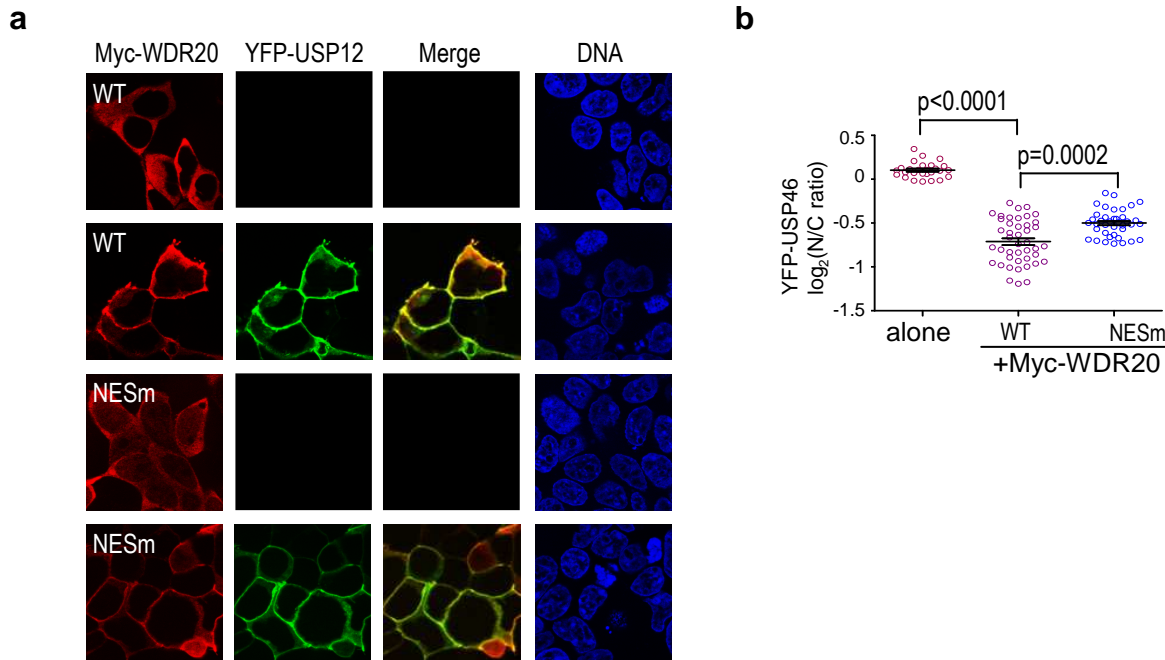 a
Myc-WDR20 YFP-USP12 Merge DNA
WT
WT
NESm
NESm
b
p<0.0001
p=0.0002
YFP-USP46
log2(N/C ratio)
0.5
0
-0.5
-1
-1.5
alone WT NESm
+Myc-WDR20